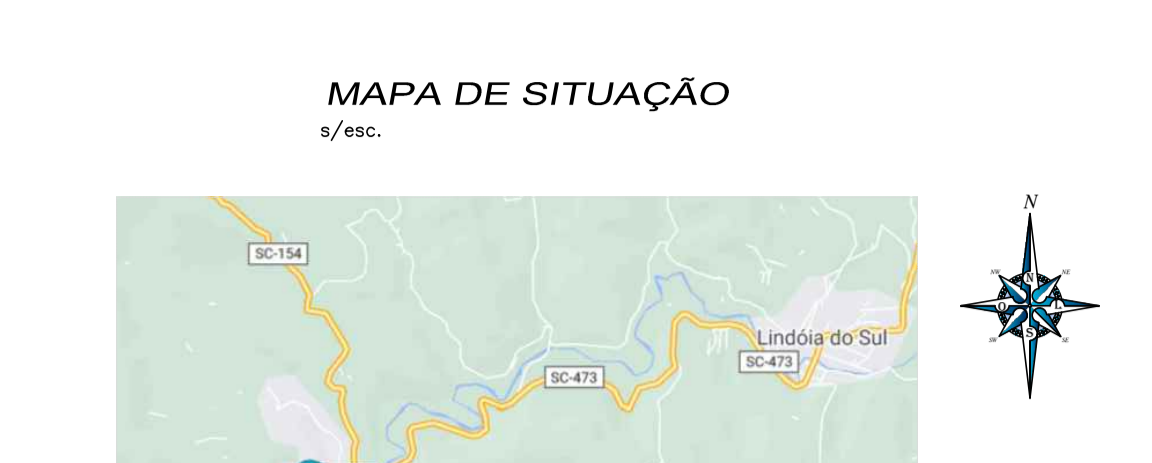 MAPA DE SITUAÇÃO
s/esc.
N
SC-154
NW
NE
N
O
L
S
SW
SE
Lindóia do Sul
SC-473
SC-473